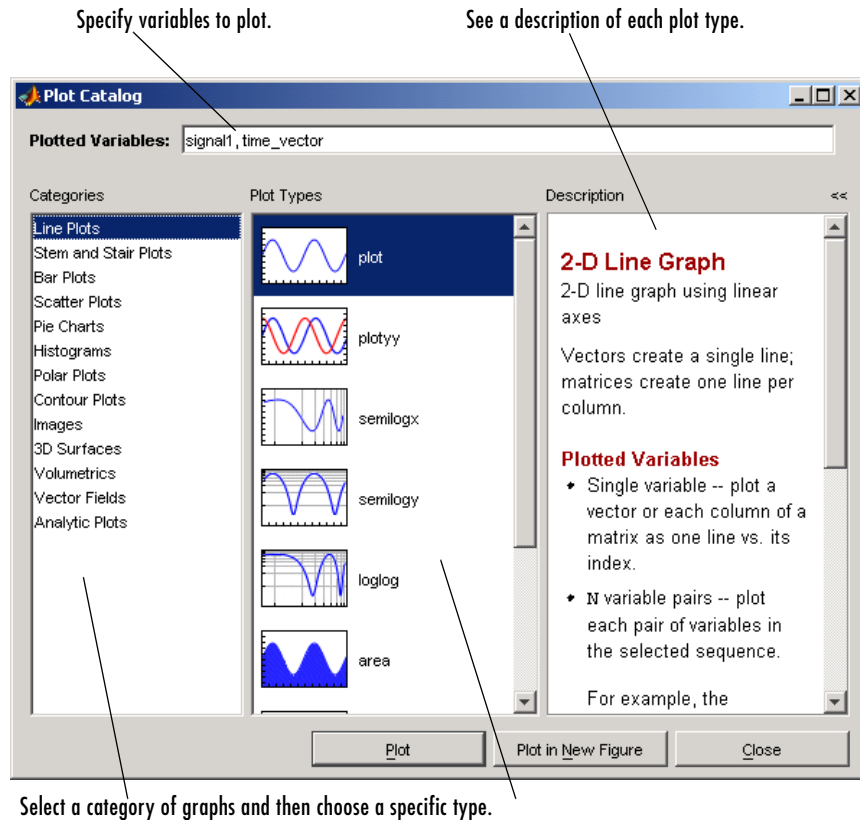 Specify variables to plot.
See a description of each plot type.
Plot Catalog
Plotted Variables:
signal1,time_vector
Categories
Plot Types
Description
<<
Line Plots
Stem and Stair Plots
Bar Plots
Scatter Plots
Pie Charts
Histograms
Polar Plots
Contour Plots
Images
3D Surfaces
Volumetrics
Vector Fields
Analytic Plots
plot
plotyy
semilogx
semilogy
loglog
area
2-D Line Graph
2-D line graph using linear
axes
Vectors create a single line;
matrices create one line per
column.
Plotted Variables
• Single variable -- plot a
vector or each column of a
matrix as one line vs. its
index.
• N variable pairs -- plot
each pair of variables in
the selected sequence.
For example, the
Plot
Plot in New Figure
Close
Select a category of graphs and then choose a specific type.